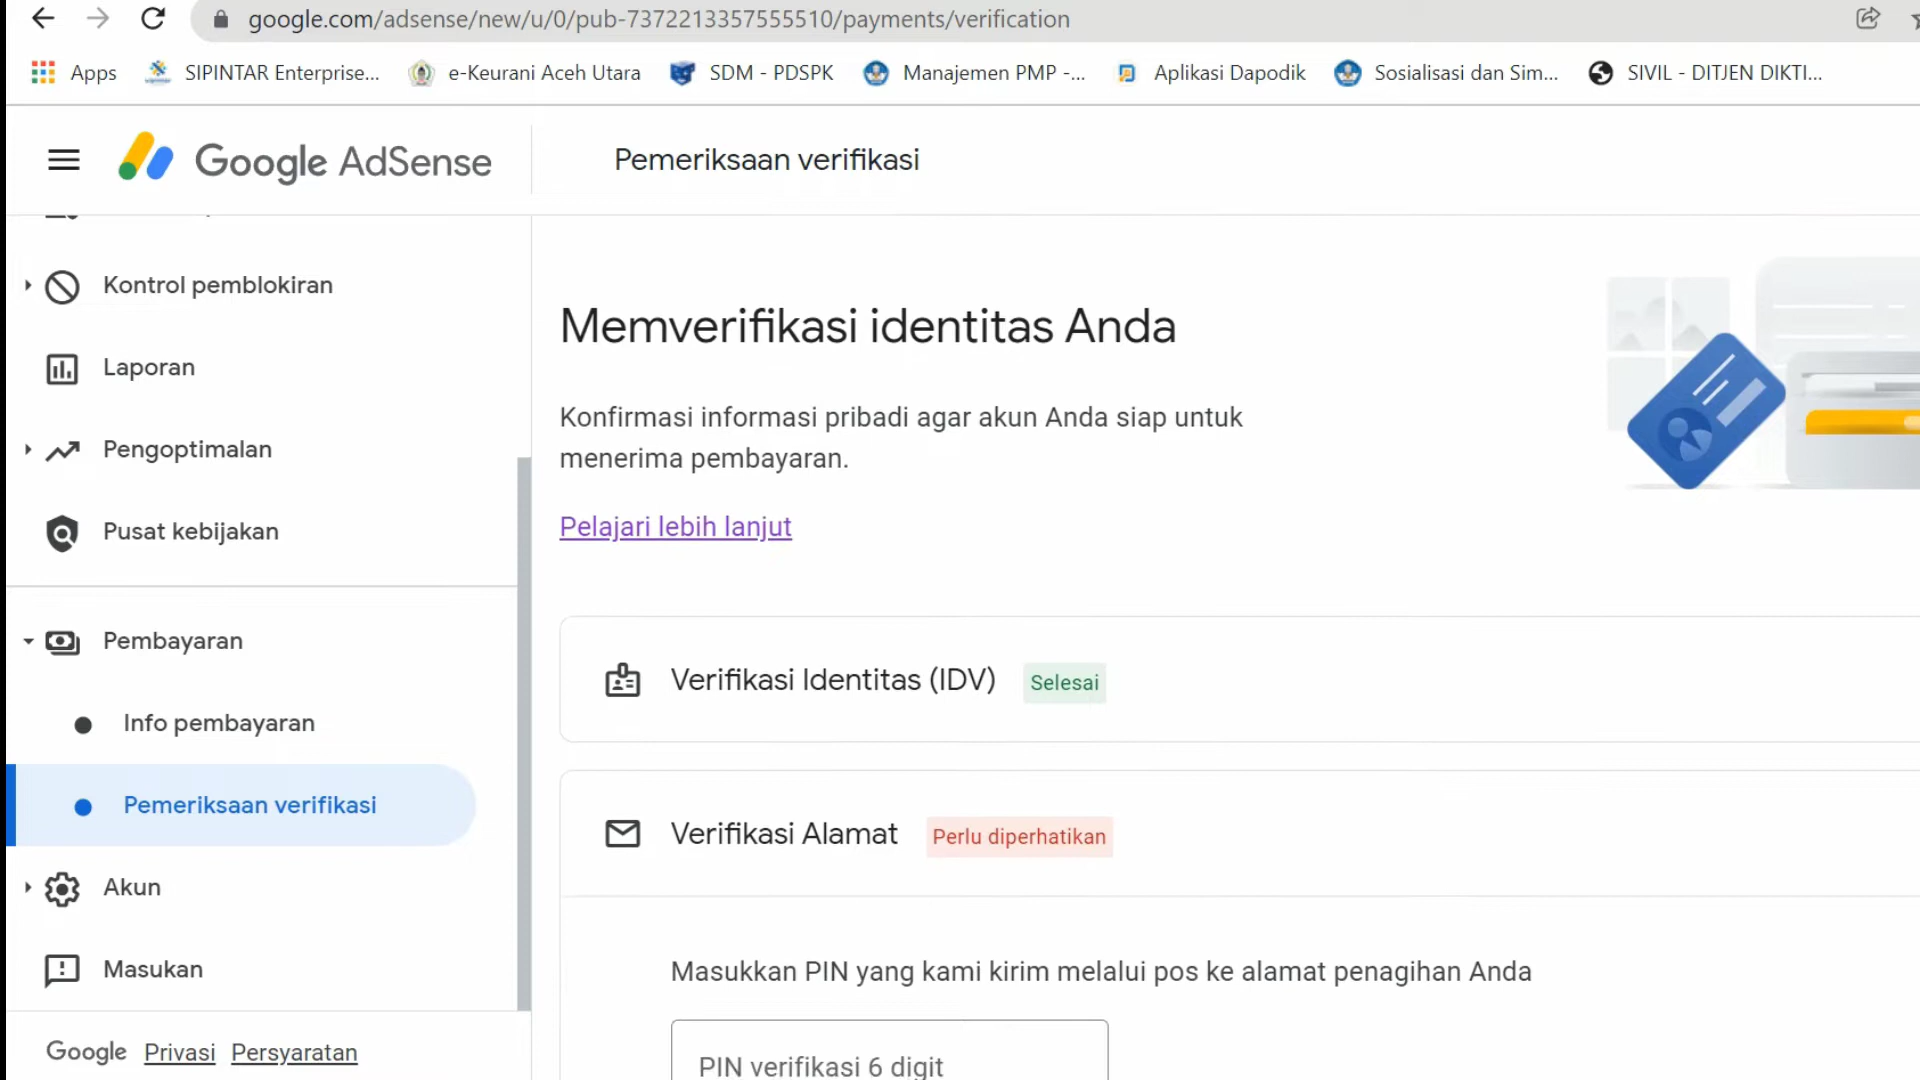 google.com/adsense/new/u/0/pub-7372213357555510/payments/verification
Apps SIPINTAR Enterprise... e-Keurani Aceh Utara SDM - PDSPK Manajemen PMP -... Aplikasi Dapodik Sosialisasi dan Sim... SIVIL - DITJEN DIKTI...
Google AdSense
Pemeriksaan verifikasi
Kontrol pemblokiran
Laporan
Pengoptimalan
Pusat kebijakan
Pembayaran
Info pembayaran
Pemeriksaan verifikasi
Akun
Masukan
Google Privasi Persyaratan
Memverifikasi identitas Anda
Konfirmasi informasi pribadi agar akun Anda siap untuk
menerima pembayaran.
Pelajari lebih lanjut
Verifikasi Identitas (IDV) Selesai
Verifikasi Alamat Perlu diperhatikan
Masukkan PIN yang kami kirim melalui pos ke alamat penagihan Anda
PIN verifikasi 6 digit